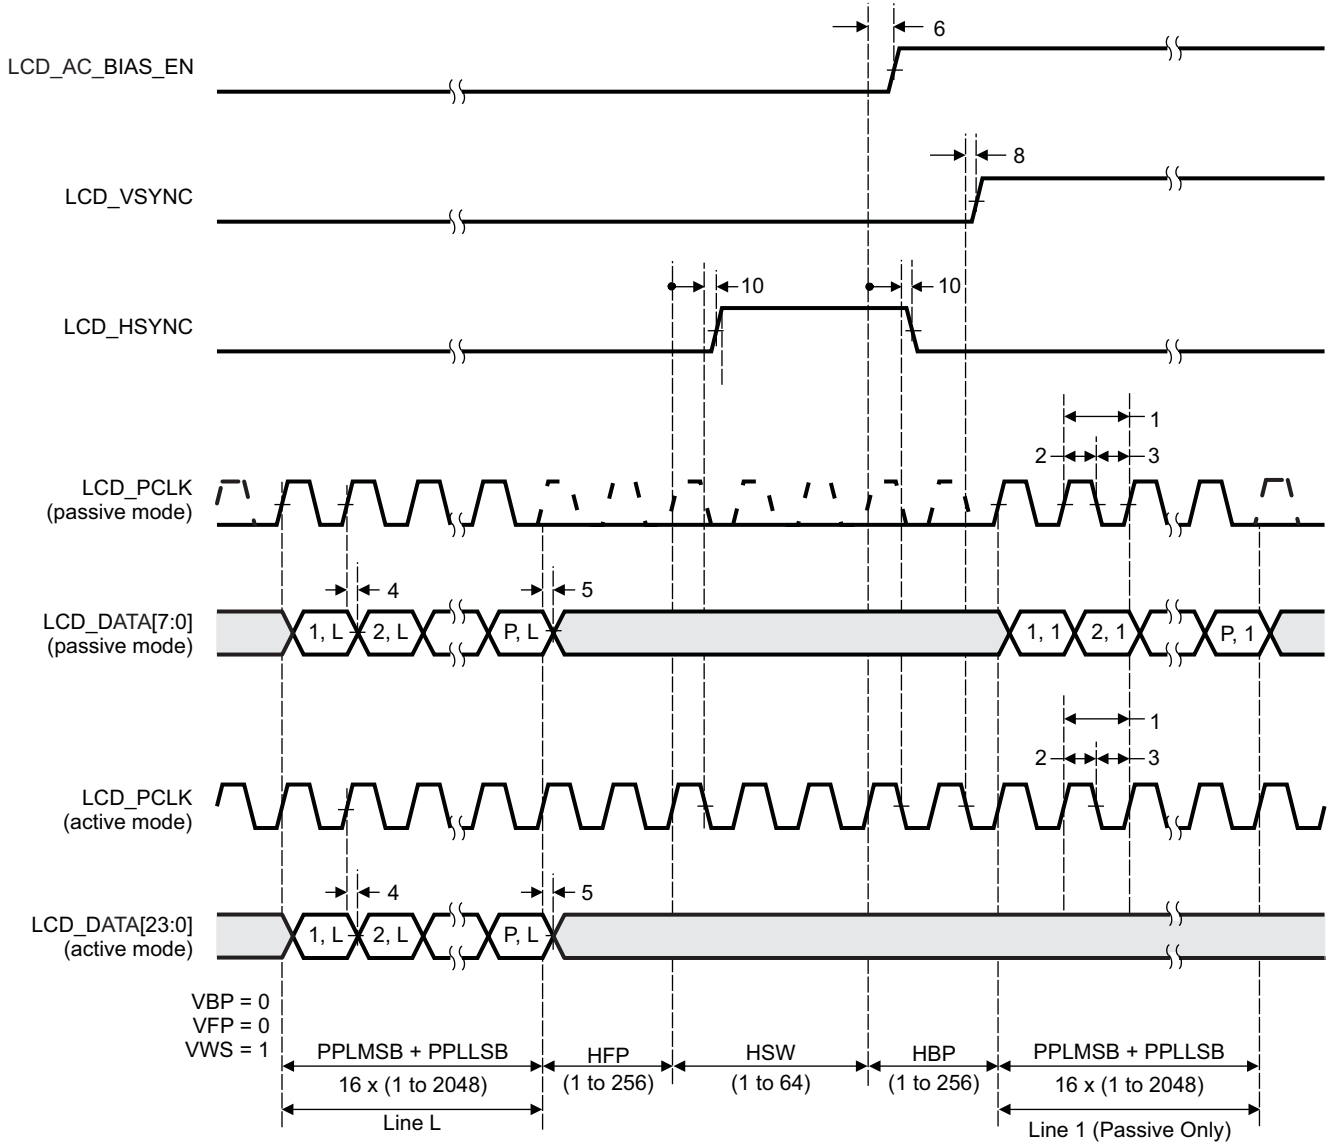 6
LCD_AC_BIAS_EN
8
LCD_VSYNC
10 10
LCD_HSYNC
1
2 3
LCD_PCLK
(passive mode)
4 5
LCD_DATA[7:0]
(passive mode)
1, L 2, L P, L 1, 1 2, 1 P, 1
1
2 3
LCD_PCLK
(active mode)
4 5
LCD_DATA[23:0]
(active mode)
1, L 2, L P, L
VBP = 0
VFP = 0
VWS = 1
PPLMSB + PPLLSB HFP HSW HBP PPLMSB + PPLLSB
16 x (1 to 2048) (1 to 256) (1 to 64) (1 to 256) 16 x (1 to 2048)
Line L Line 1 (Passive Only)